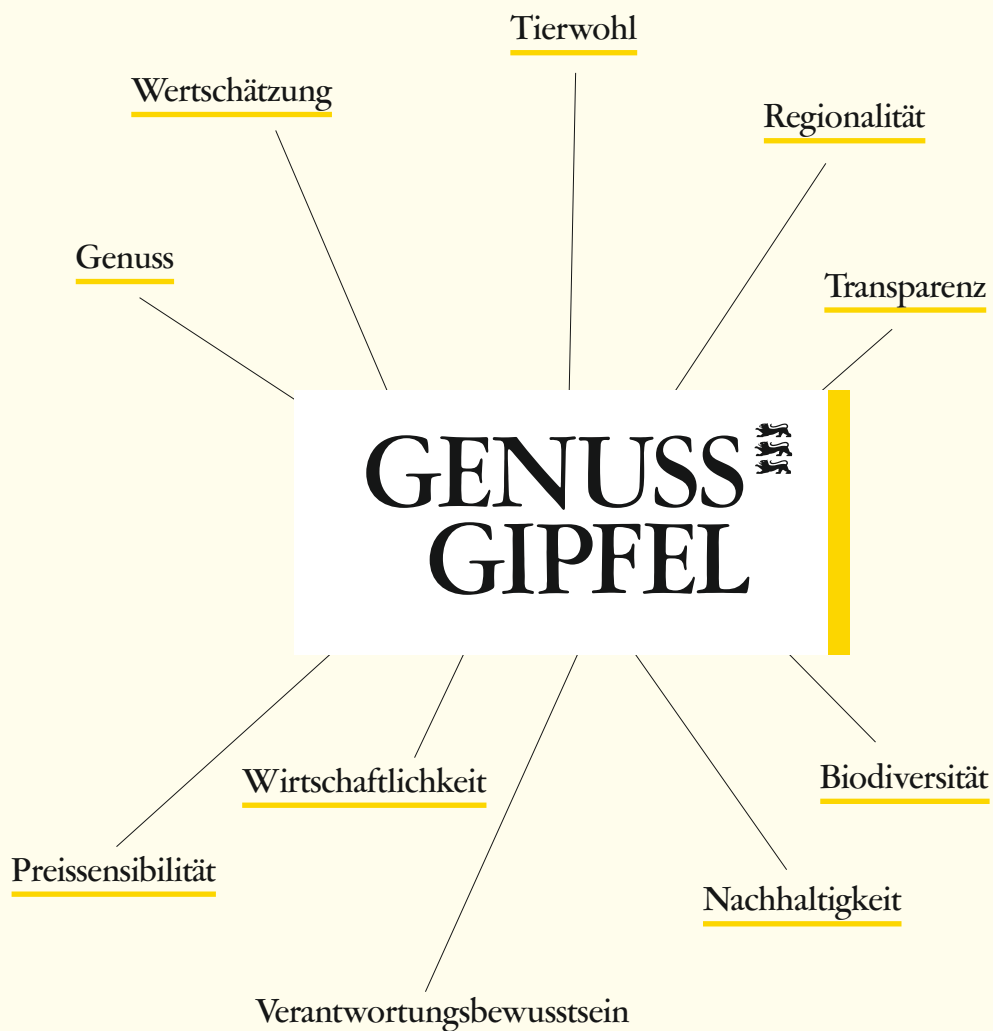 Tierwohl
Wertschätzung
Regionalität
Genuss
Transparenz
GENUSS
GIPFEL
Wirtschaftlichkeit
Biodiversität
Preissensibilität
Nachhaltigkeit
Verantwortungsbewusstsein